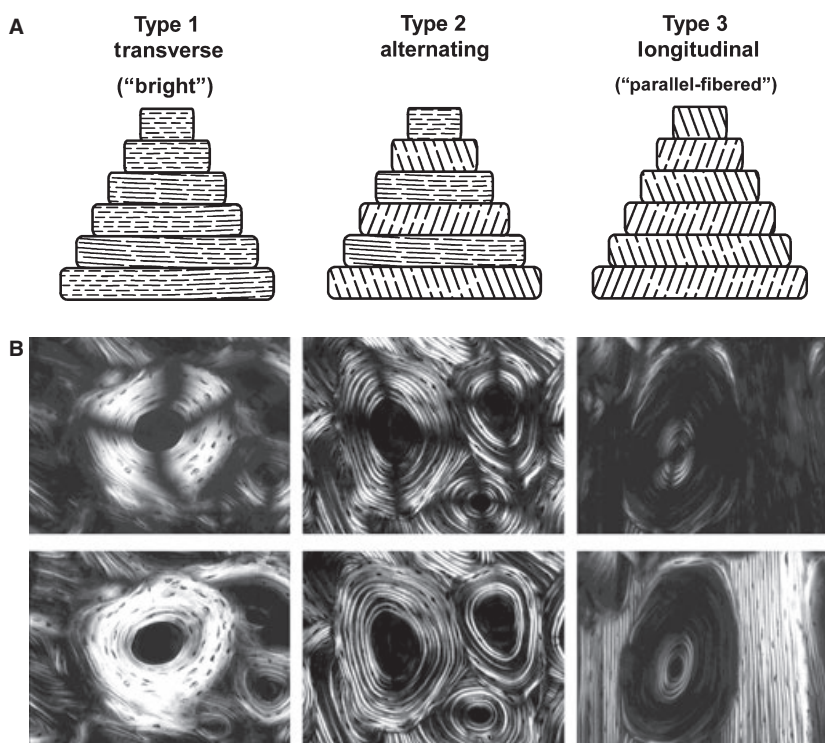 A
Type 1
transverse
(“bright”)
Type 2
alternating
Type 3
longitudinal
(“parallel-fibered”)
B